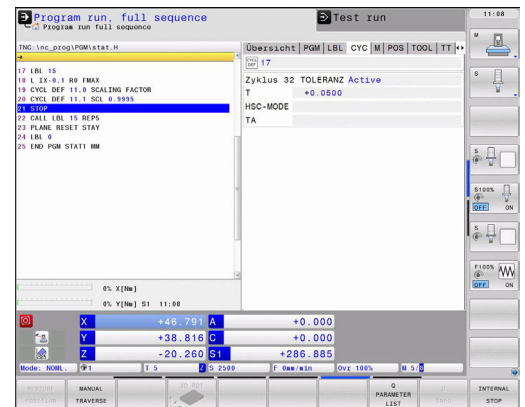 Program run, full sequence
Program run full sequence
Test run
11:08
TNC:\nc_prog\PGM\stat.H
→
17 LBL 15
18 L IX-0.1 R0 FMAX
19 CYCL DEF 11.0 SCALING FACTOR
20 CYCL DEF 11.1 SCL 0.9995
21 STOP
22 CALL LBL 15 REP5
23 PLANE RESET STAY
24 LBL 0
25 END PGM STAT1 MM
Übersicht PGM LBL CYC M POS TOOL TT
CYCL DEF 17
Zyklus 32 TOLERANZ Active
T +0.0500
HSC-MODE
TA
0% X[Nm]
0% Y[Nm] S1 11:08
X +46.791 A +0.000
Y +38.816 C +0.000
Z -20.260 S1 +286.885
Mode: NOML. 1 T 5 Z S 2500 F 0mm/min Ovr 100% M 5/8
M
S
S
S100%
OFF ON
S
F100%
OFF ON
RESTORE POSITION
MANUAL TRAVERSE
3D ROT
Q PARAMETER LIST
INTERNAL STOP